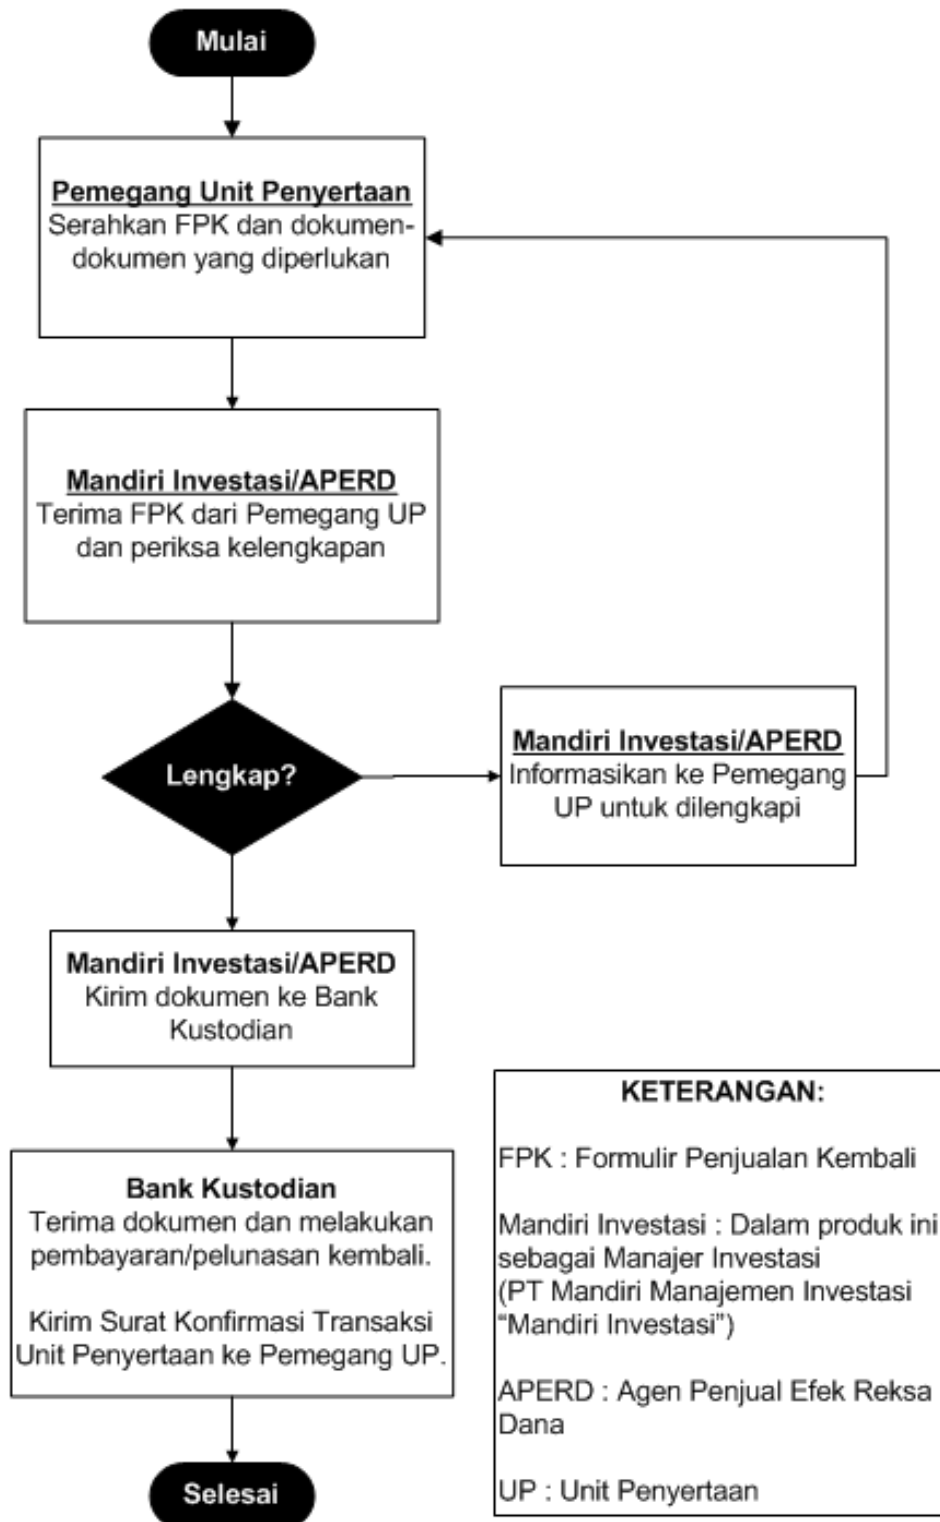 Mulai
Pemegang Unit Penyertaan
Serahkan FPK dan dokumen-
dokumen yang diperlukan
Mandiri Investasi/APERD
Terima FPK dari Pemegang UP
dan periksa kelengkapan
Lengkap?
Mandiri Investasi/APERD
Informasikan ke Pemegang
UP untuk dilengkapi
Mandiri Investasi/APERD
Kirim dokumen ke Bank
Kustodian
Bank Kustodian
Terima dokumen dan melakukan
pembayaran/pelunasan kembali.
Kirim Surat Konfirmasi Transaksi
Unit Penyertaan ke Pemegang UP.
Selesai
KETERANGAN:
FPK : Formulir Penjualan Kembali
Mandiri Investasi : Dalam produk ini
sebagai Manajer Investasi
(PT Mandiri Manajemen Investasi
“Mandiri Investasi”)
APERD : Agen Penjual Efek Reksa
Dana
UP : Unit Penyertaan